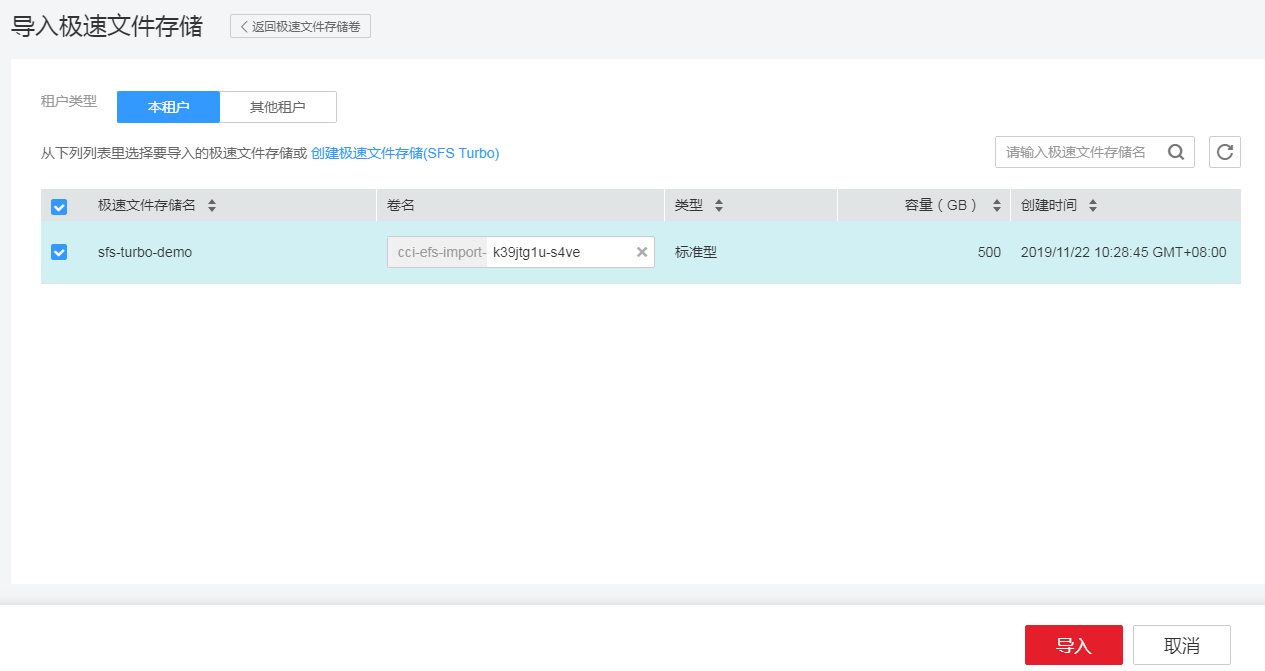 导入极速文件存储 返回极速文件存储卷
租户类型 本租户 其他租户
从下列列表里选择要导入的极速文件存储或 创建极速文件存储(SFS Turbo) 请输入极速文件存储名
极速文件存储名 卷名 类型 容量（GB） 创建时间
sfs-turbo-demo cci-efs-import- k39jtg1u-s4ve 标准型 500 2019/11/22 10:28:45 GMT+08:00
导入 取消